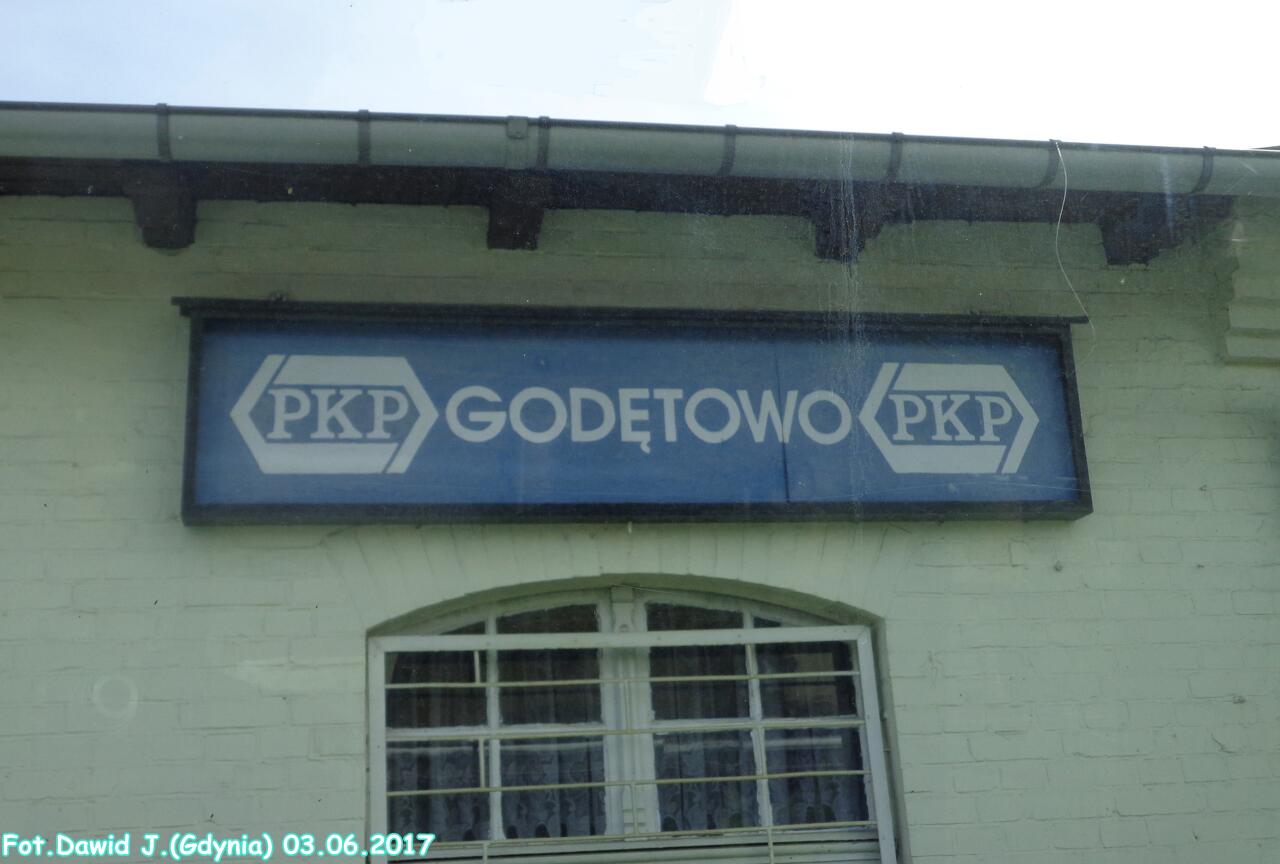 PKP GODĘTOWO PKP
Fot.Dawid J.(Gdynia) 03.06.2017